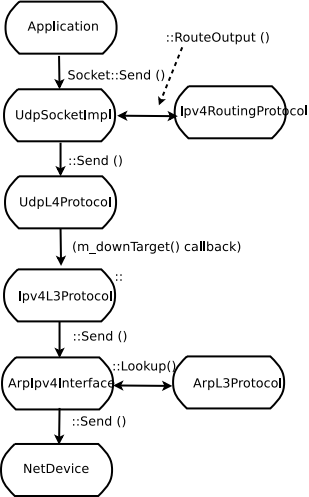 Application
::RouteOutput ()
Socket::Send ()
UdpSocketImpl
Ipv4RoutingProtocol
::Send ()
UdpL4Protocol
(m_downTarget() callback)
::
Ipv4L3Protocol
::Send ()
::Lookup()
ArpIpv4Interface
ArpL3Protocol
::Send ()
NetDevice